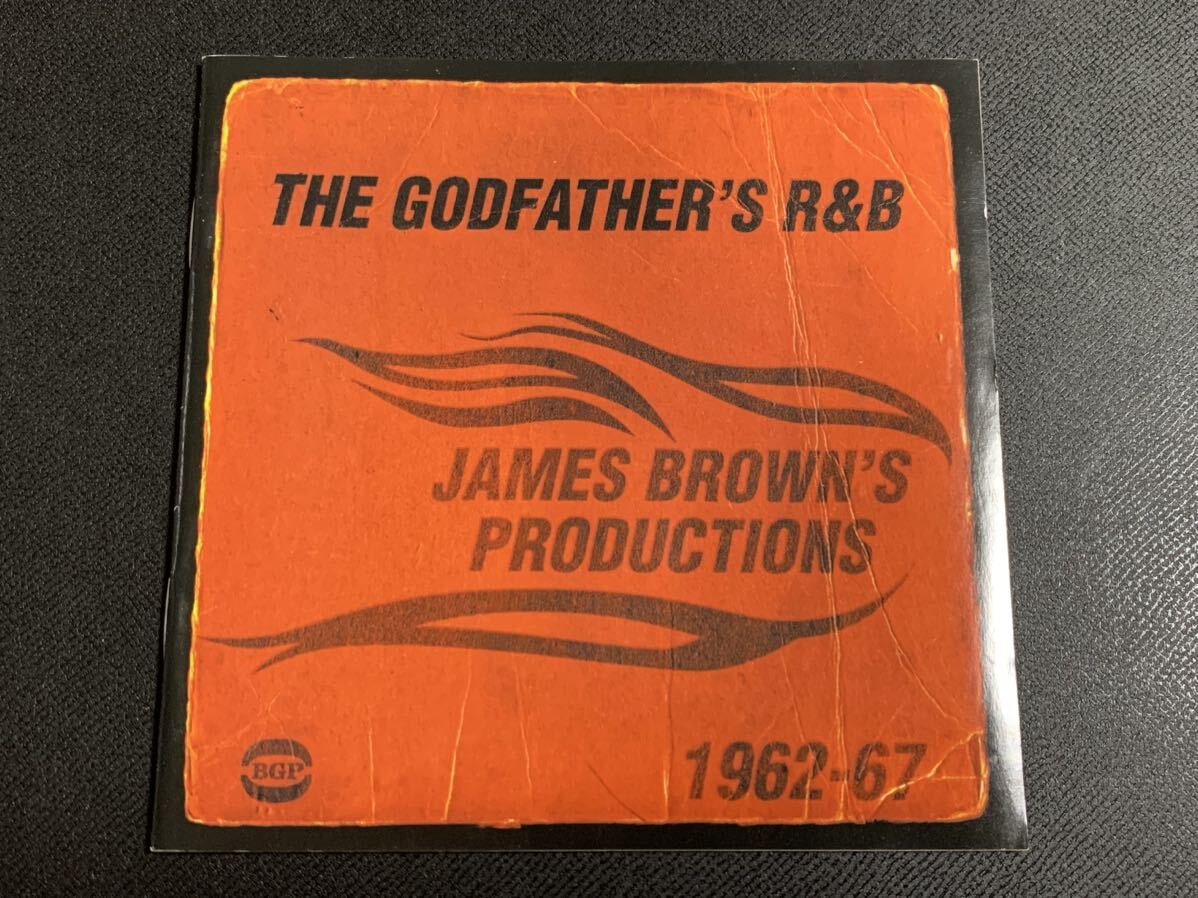 THE GODFATHER'S R&B
JAMES BROWN'S
PRODUCTIONS
BGP
1962-67